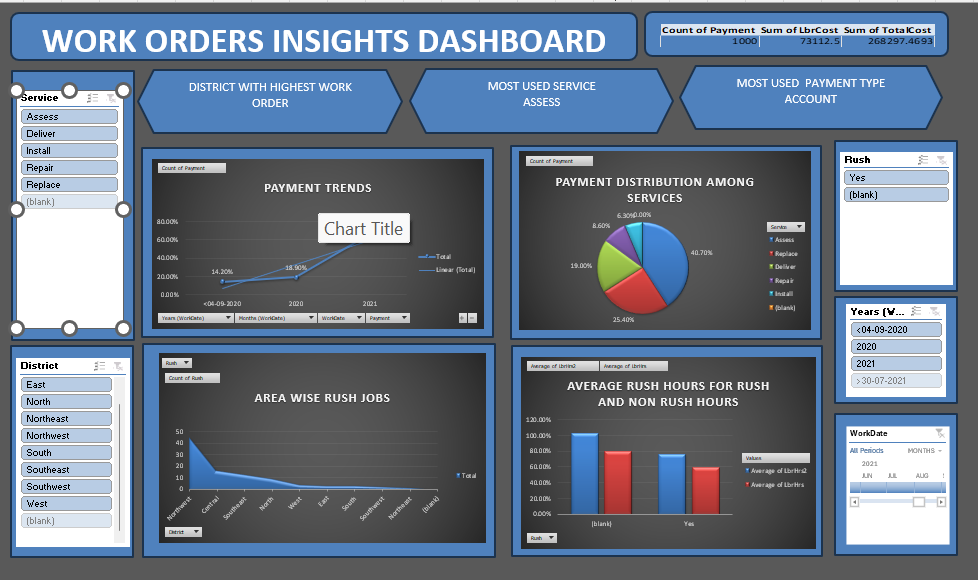 WORK ORDERS INSIGHTS DASHBOARD
Count of Payment Sum of LbrCost Sum of TotalCost
1000 73112.5 268297.4693
DISTRICT WITH HIGHEST WORK
ORDER
MOST USED SERVICE
ASSESS
MOST USED PAYMENT TYPE
ACCOUNT
Service
Assess
Deliver
Install
Repair
Replace
(blank)
Count of Payment
PAYMENT TRENDS
Chart Title
80.00%
60.00%
40.00%
20.00%
0.00%
14.20%
18.90%
<04-09-2020
2020
2021
Total
Linear (Total)
Years (WorkDate)
Months (WorkDate)
WorkDate
Payment
Count of Payment
PAYMENT DISTRIBUTION AMONG
SERVICES
6.30%
0.00%
8.60%
19.00%
25.40%
40.70%
Service
Assess
Replace
Deliver
Repair
Install
(blank)
Rush
Yes
(blank)
Years (W...
<04-09-2020
2020
2021
>30-07-2021
District
East
North
Northeast
Northwest
South
Southeast
Southwest
West
(blank)
Rush
Count of Rush
AREA WISE RUSH JOBS
50
40
30
20
10
0
Northwest
Central
Southeast
North
West
East
South
Southwest
Northeast
(blank)
Total
District
Average of LbrHrs2
Average of LbrHrs
AVERAGE RUSH HOURS FOR RUSH
AND NON RUSH HOURS
120.00%
100.00%
80.00%
60.00%
40.00%
20.00%
0.00%
(blank)
Yes
Values
Average of LbrHrs2
Average of LbrHrs
Rush
WorkDate
All Periods
MONTHS
2021
JUN JUL AUG